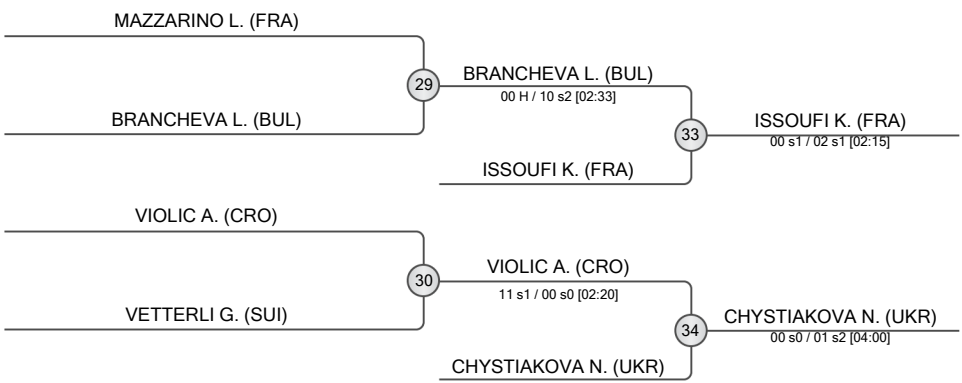 MAZZARINO L. (FRA)
29
BRANCHEVA L. (BUL)
00 H / 10 s2 [02:33]
BRANCHEVA L. (BUL)
33
ISSOUFI K. (FRA)
00 s1 / 02 s1 [02:15]
ISSOUFI K. (FRA)
VIOLIC A. (CRO)
30
VIOLIC A. (CRO)
11 s1 / 00 s0 [02:20]
VETTERLI G. (SUI)
34
CHYSTIAKOVA N. (UKR)
00 s0 / 01 s2 [04:00]
CHYSTIAKOVA N. (UKR)